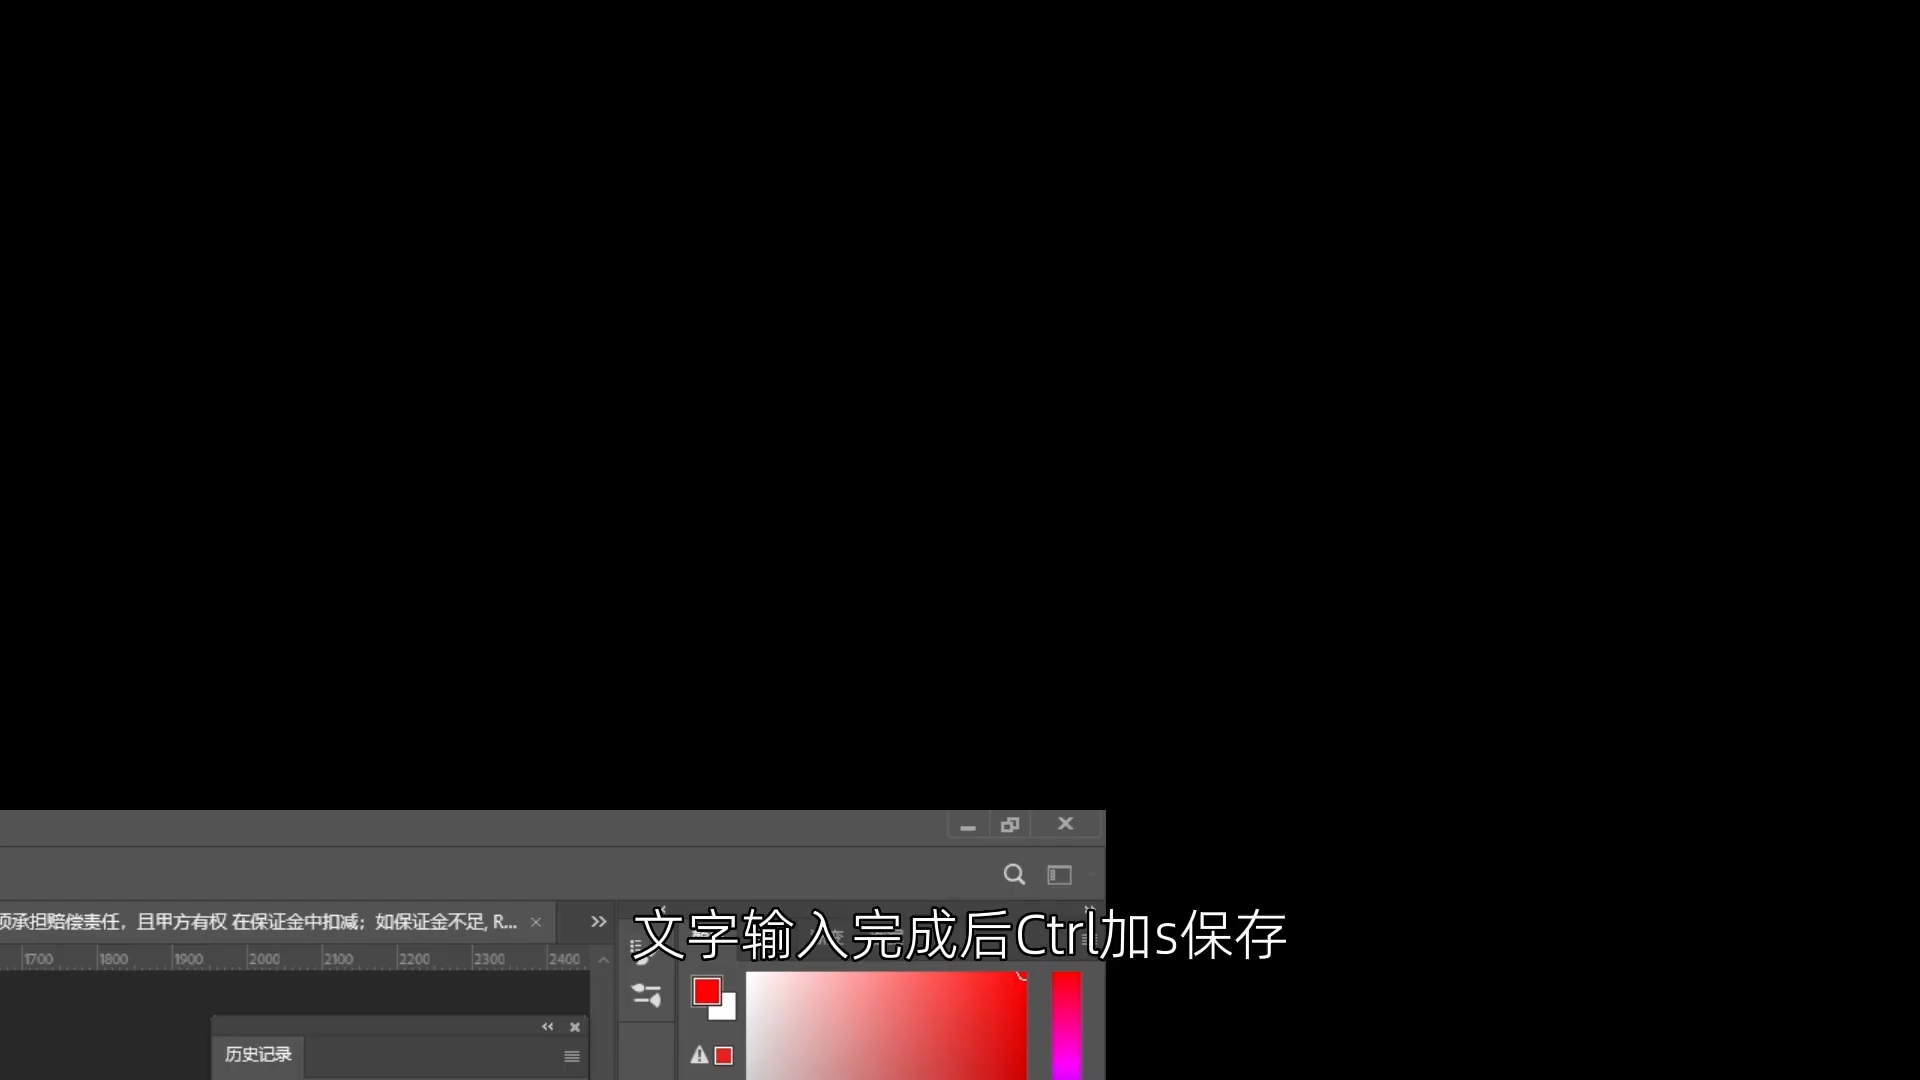 须承担赔偿责任，且甲方有权 在保证金中扣减；如保证金不足, R...
文字输入完成后Ctrl加s保存
1700 1800 1900 2000 2100 2200 2300 2400
历史记录